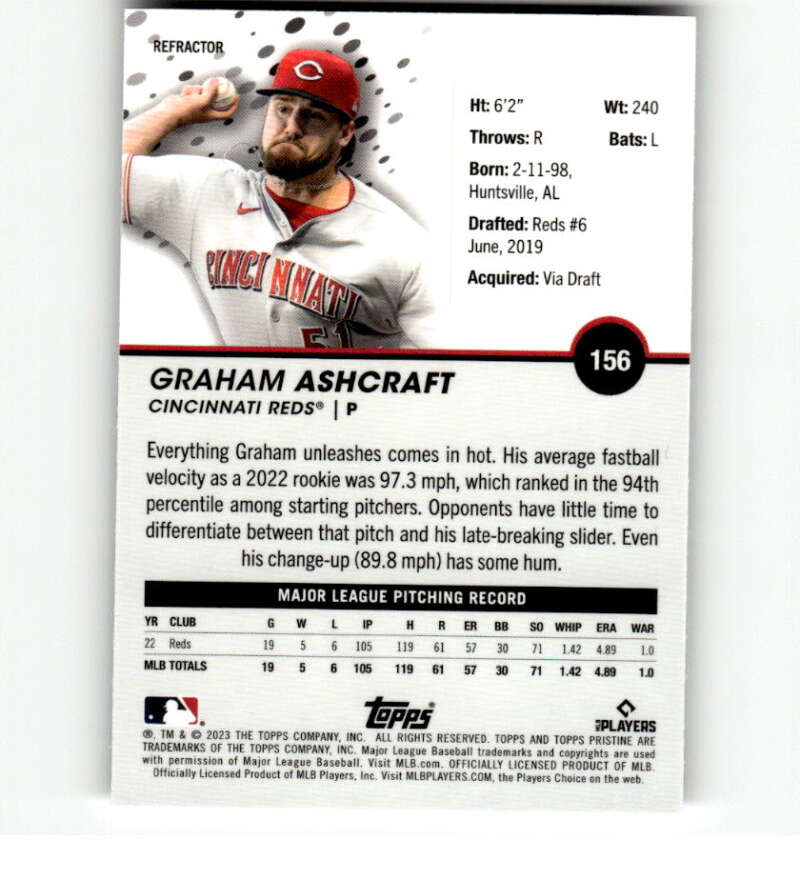 REFRACTOR
CINCINNATI
51
Ht: 6'2" Wt: 240
Throws: R Bats: L
Born: 2-11-98,
Huntsville, AL
Drafted: Reds #6
June, 2019
Acquired: Via Draft
156
GRAHAM ASHCRAFT
CINCINNATI REDS® | P
Everything Graham unleashes comes in hot. His average fastball
velocity as a 2022 rookie was 97.3 mph, which ranked in the 94th
percentile among starting pitchers. Opponents have little time to
differentiate between that pitch and his late-breaking slider. Even
his change-up (89.8 mph) has some hum.
MAJOR LEAGUE PITCHING RECORD
YR CLUB G W L IP H R ER BB SO WHIP ERA WAR
22 Reds 19 5 6 105 119 61 57 30 71 1.42 4.89 1.0
MLB TOTALS 19 5 6 105 119 61 57 30 71 1.42 4.89 1.0
Topps
MLB PLAYERS
®, TM & © 2023 THE TOPPS COMPANY, INC. ALL RIGHTS RESERVED. TOPPS AND TOPPS PRISTINE ARE
TRADEMARKS OF THE TOPPS COMPANY, INC. Major League Baseball trademarks and copyrights are used
with permission of Major League Baseball. Visit MLB.com. OFFICIALLY LICENSED PRODUCT OF MLB
Officially Licensed Product of MLB Players, Inc. Visit MLBPLAYERS.COM, the Players Choice on the web.